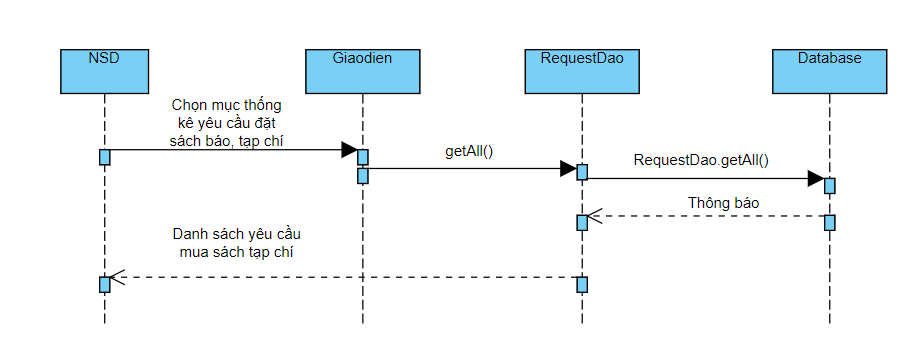 NSD
Giaodien
RequestDao
Database
Chọn mục thống
kê yêu cầu đặt
sách báo, tạp chí
getAll()
RequestDao.getAll()
Thông báo
Danh sách yêu cầu
mua sách tạp chí